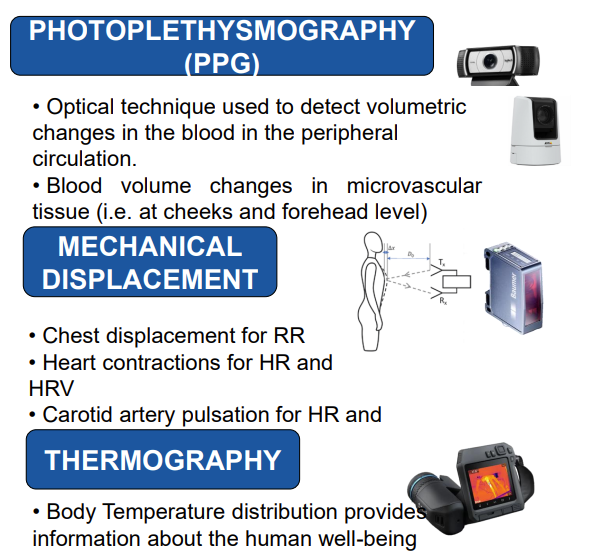 PHOTOPLETHYSMOGRAPHY
(PPG)
• Optical technique used to detect volumetric
changes in the blood in the peripheral
circulation.
• Blood volume changes in microvascular
tissue (i.e. at cheeks and forehead level)
MECHANICAL
DISPLACEMENT
Δx
D₀
Tₓ
Rₓ
Baumer
• Chest displacement for RR
• Heart contractions for HR and
HRV
• Carotid artery pulsation for HR and
THERMOGRAPHY
• Body Temperature distribution provides
information about the human well-being